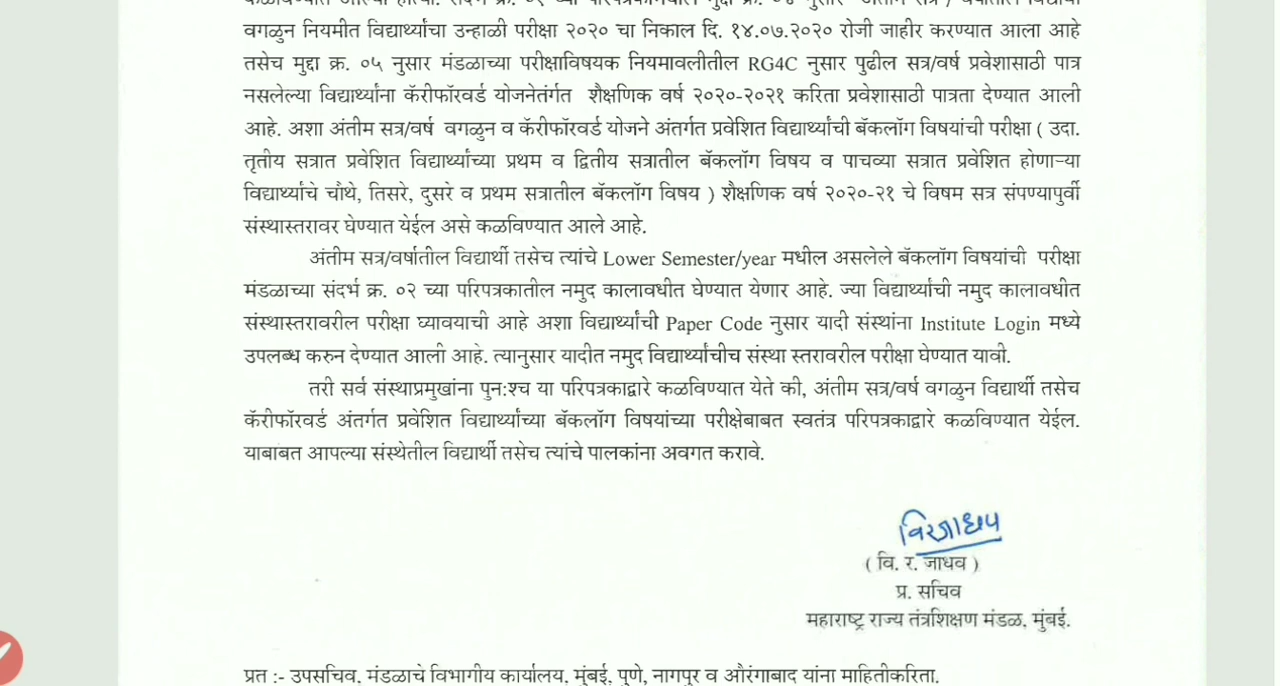 वगळुन नियमीत विद्यार्थ्यांचा उन्हाळी परीक्षा २०२० चा निकाल दि. १४.०७.२०२० रोजी जाहीर करण्यात आला आहे
तसेच मुद्दा क्र. ०५ नुसार मंडळाच्या परीक्षाविषयक नियमावलीतील RG4C नुसार पुढील सत्र/वर्ष प्रवेशासाठी पात्र
नसलेल्या विद्यार्थ्यांना कॅरीफॉरवर्ड योजनेतंर्गत शैक्षणिक वर्ष २०२०-२०२१ करिता प्रवेशासाठी पात्रता देण्यात आली
आहे. अशा अंतीम सत्र/वर्ष वगळुन व कॅरीफॉरवर्ड योजने अंतर्गत प्रवेशित विद्यार्थ्यांची बॅकलॉग विषयांची परीक्षा ( उदा.
तृतीय सत्रात प्रवेशित विद्यार्थ्यांच्या प्रथम व द्वितीय सत्रातील बॅकलॉग विषय व पाचव्या सत्रात प्रवेशित होणाऱ्या
विद्यार्थ्यांचे चौथे, तिसरे, दुसरे व प्रथम सत्रातील बॅकलॉग विषय ) शैक्षणिक वर्ष २०२०-२१ चे विषम सत्र संपण्यापुर्वी
संस्थास्तरावर घेण्यात येईल असे कळविण्यात आले आहे.
अंतीम सत्र/वर्षातील विद्यार्थी तसेच त्यांचे Lower Semester/year मधील असलेले बॅकलॉग विषयांची परीक्षा
मंडळाच्या संदर्भ क्र. ०२ च्या परिपत्रकातील नमुद कालावधीत घेण्यात येणार आहे. ज्या विद्यार्थ्यांची नमुद कालावधीत
संस्थास्तरावरील परीक्षा घ्यावयाची आहे अशा विद्यार्थ्यांची Paper Code नुसार यादी संस्थांना Institute Login मध्ये
उपलब्ध करुन देण्यात आली आहे. त्यानुसार यादीत नमुद विद्यार्थ्यांचीच संस्था स्तरावरील परीक्षा घेण्यात यावी.
तरी सर्व संस्थाप्रमुखांना पुन:श्च या परिपत्रकाद्वारे कळविण्यात येते की, अंतीम सत्र/वर्ष वगळुन विद्यार्थी तसेच
कॅरीफॉरवर्ड अंतर्गत प्रवेशित विद्यार्थ्यांच्या बॅकलॉग विषयांच्या परीक्षेबाबत स्वतंत्र परिपत्रकाद्वारे कळविण्यात येईल.
याबाबत आपल्या संस्थेतील विद्यार्थी तसेच त्यांचे पालकांना अवगत करावे.
( वि. र. जाधव )
प्र. सचिव
महाराष्ट्र राज्य तंत्रशिक्षण मंडळ, मुंबई.
प्रत :- उपसचिव, मंडळाचे विभागीय कार्यालय, मुंबई, पुणे, नागपुर व औरंगाबाद यांना माहितीकरिता.